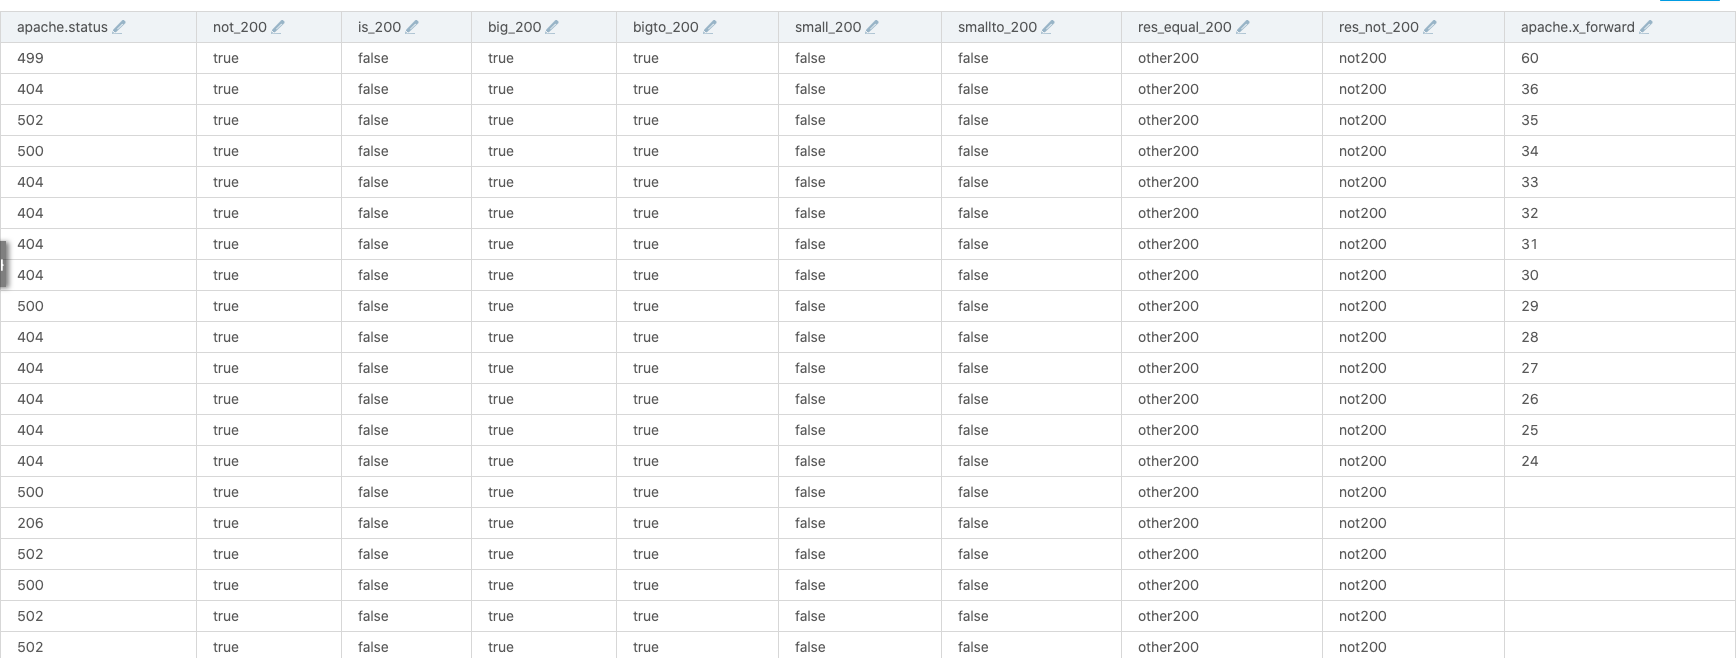 apache.status not_200 is_200 big_200 bigto_200 small_200 smallto_200 res_equal_200 res_not_200 apache.x_forward
499 true false true true false false other200 not200 60
404 true false true true false false other200 not200 36
502 true false true true false false other200 not200 35
500 true false true true false false other200 not200 34
404 true false true true false false other200 not200 33
404 true false true true false false other200 not200 32
404 true false true true false false other200 not200 31
404 true false true true false false other200 not200 30
500 true false true true false false other200 not200 29
404 true false true true false false other200 not200 28
404 true false true true false false other200 not200 27
404 true false true true false false other200 not200 26
404 true false true true false false other200 not200 25
404 true false true true false false other200 not200 24
500 true false true true false false other200 not200
206 true false true true false false other200 not200
502 true false true true false false other200 not200
500 true false true true false false other200 not200
502 true false true true false false other200 not200
502 true false true true false false other200 not200